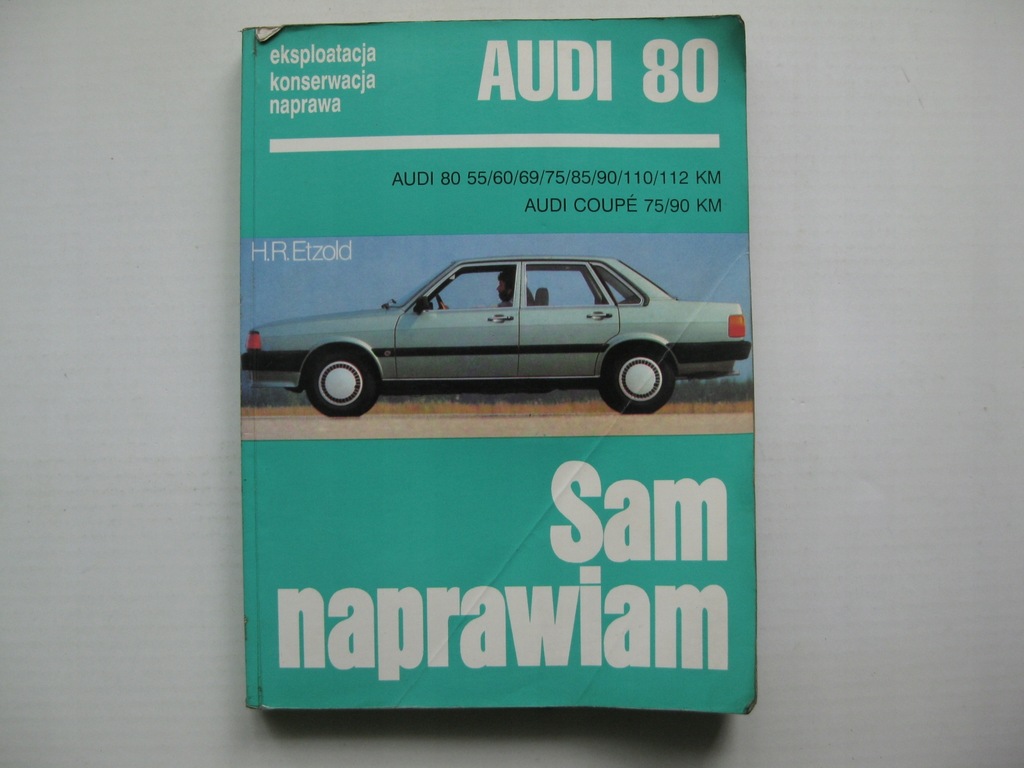 eksploatacja
konserwacja
naprawa
AUDI 80
AUDI 80 55/60/69/75/85/90/110/112 KM
AUDI COUPÉ 75/90 KM
H.R.Etzold
Sam
naprawiam